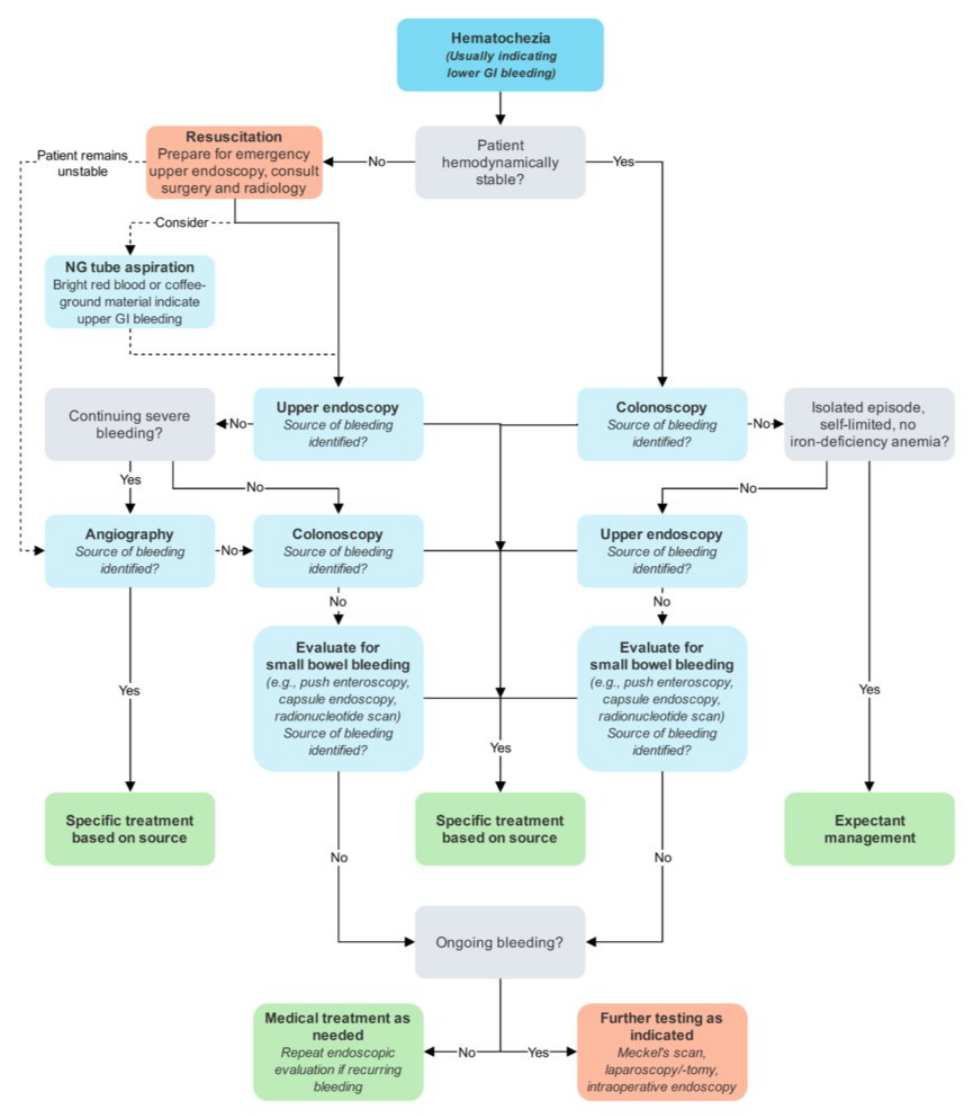 Hematochezia
(Usually indicating
lower GI bleeding)
Patient
hemodynamically
stable?
No
Yes
Resuscitation
Prepare for emergency
upper endoscopy, consult
surgery and radiology
Patient remains
unstable
Consider
NG tube aspiration
Bright red blood or coffee-
ground material indicate
upper GI bleeding
Continuing severe
bleeding?
No
Upper endoscopy
Source of bleeding
identified?
Colonoscopy
Source of bleeding
identified?
No
Isolated episode,
self-limited, no
iron-deficiency anemia?
Yes
No
No
Angiography
Source of bleeding
identified?
No
Colonoscopy
Source of bleeding
identified?
Upper endoscopy
Source of bleeding
identified?
No
No
Evaluate for
small bowel bleeding
(e.g., push enteroscopy,
capsule endoscopy,
radionucleotide scan)
Source of bleeding
identified?
Evaluate for
small bowel bleeding
(e.g., push enteroscopy,
capsule endoscopy,
radionucleotide scan)
Source of bleeding
identified?
Yes
Yes
Yes
Specific treatment
based on source
Specific treatment
based on source
Expectant
management
No
No
Ongoing bleeding?
Medical treatment as
needed
Repeat endoscopic
evaluation if recurring
bleeding
No
Yes
Further testing as
indicated
Meckel's scan,
laparoscopy/-tomy,
intraoperative endoscopy